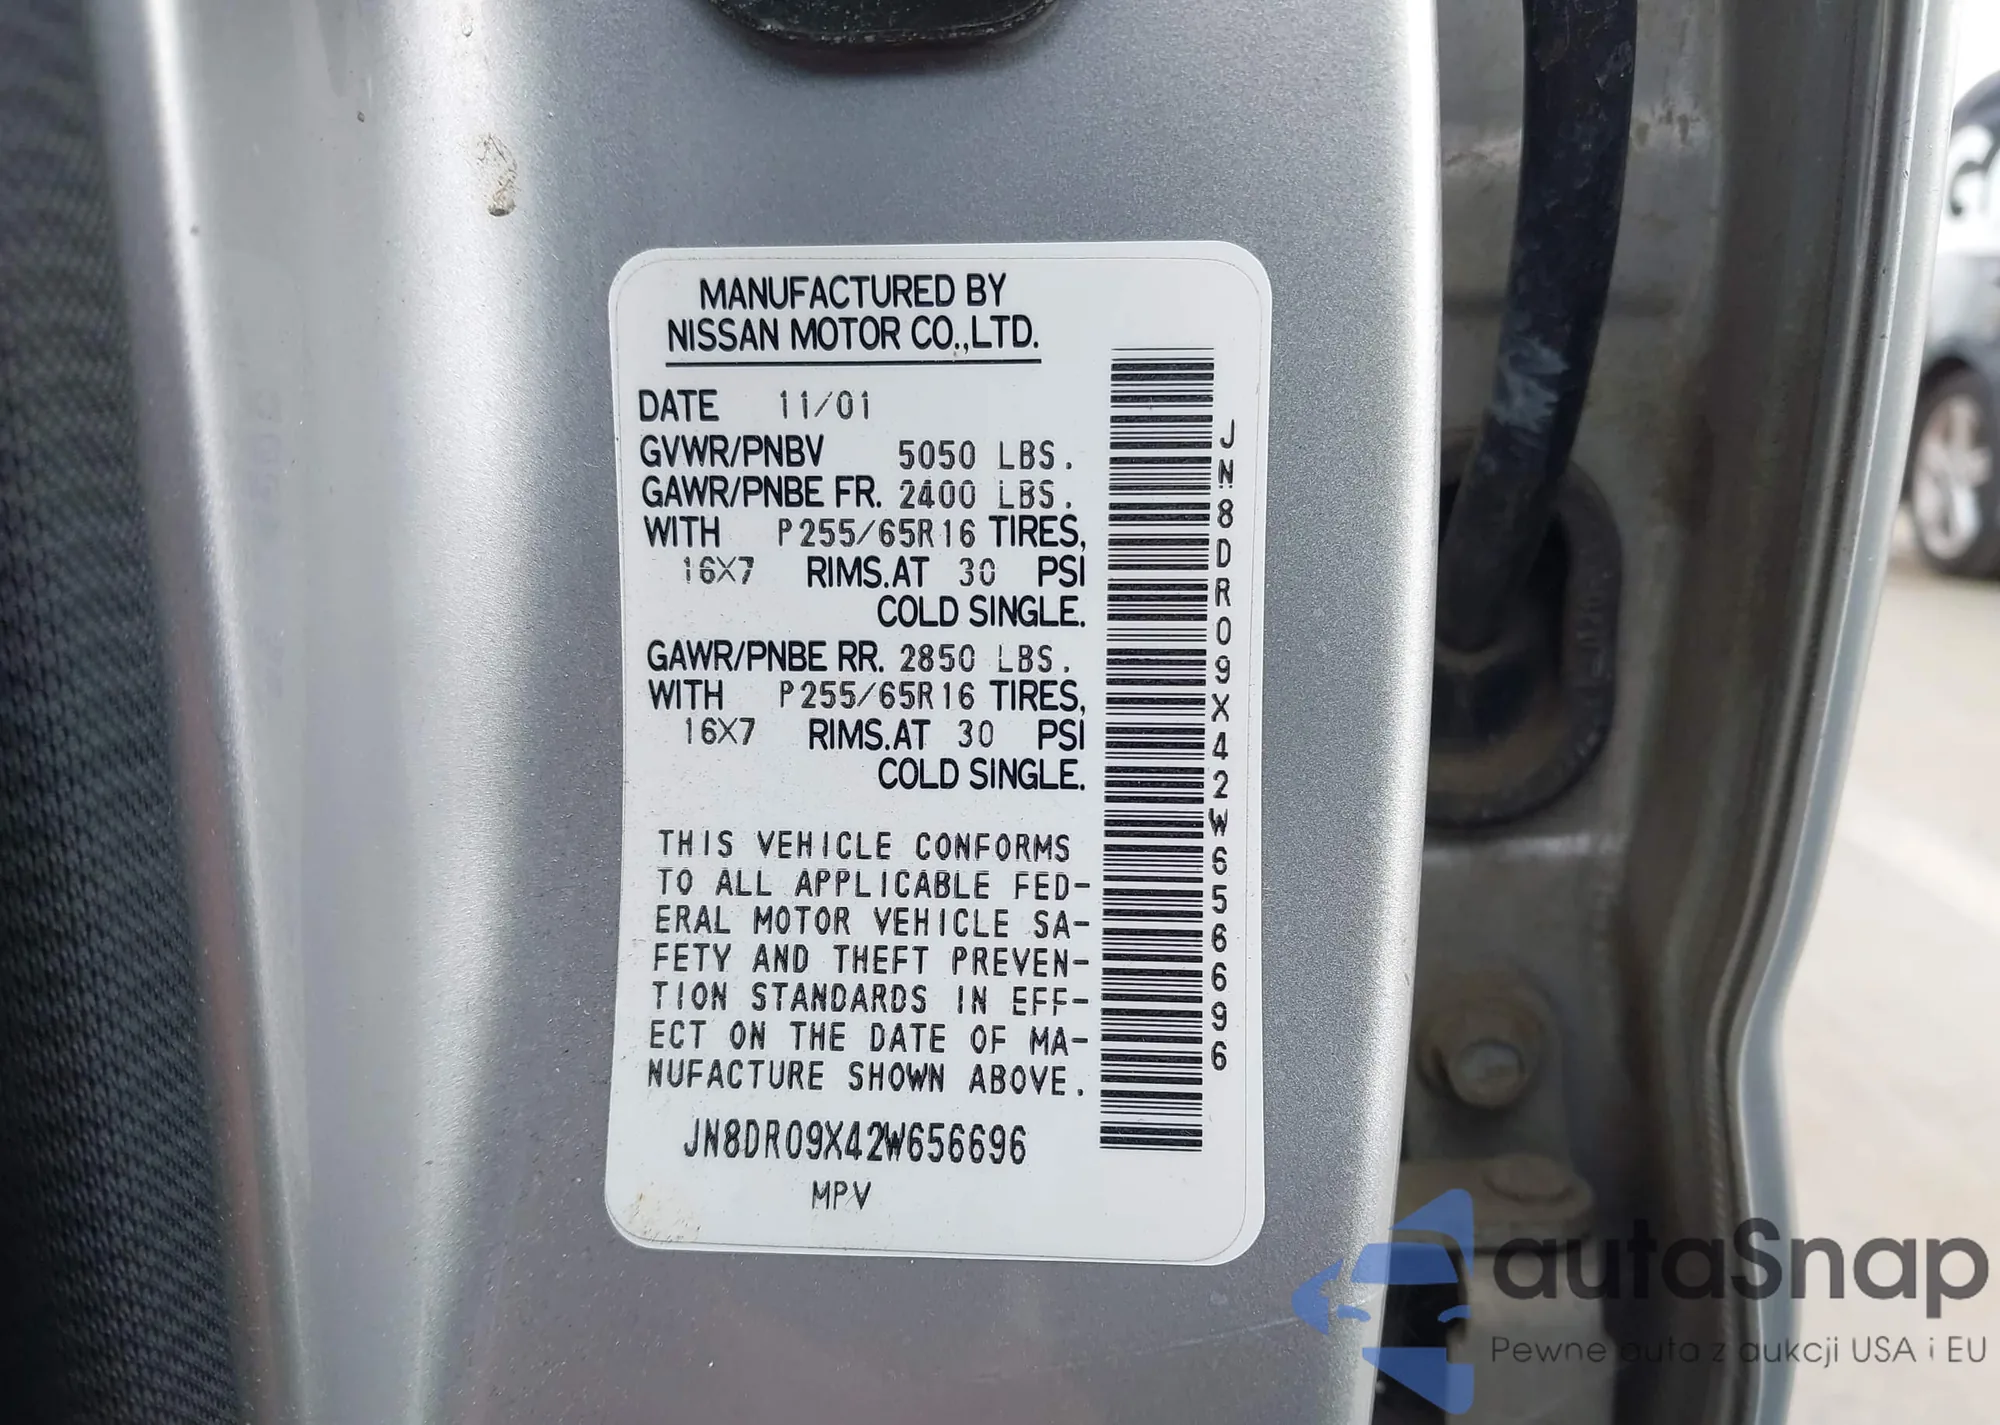 MANUFACTURED BY
NISSAN MOTOR CO.,LTD.
DATE 11/01
GVWR/PNBV 5050 LBS.
GAWR/PNBE FR. 2400 LBS.
WITH P255/65R16 TIRES,
16X7 RIMS.AT 30 PSI
COLD SINGLE.
GAWR/PNBE RR. 2850 LBS.
WITH P255/65R16 TIRES,
16X7 RIMS.AT 30 PSI
COLD SINGLE.
THIS VEHICLE CONFORMS
TO ALL APPLICABLE FED-
ERAL MOTOR VEHICLE SA-
FETY AND THEFT PREVEN-
TION STANDARDS IN EFF-
ECT ON THE DATE OF MA-
NUFACTURE SHOWN ABOVE.
JN8DR09X42W656696
MPV
JN8DR09X42W656696
autaSnap
Pewne auta z aukcji USA i EU